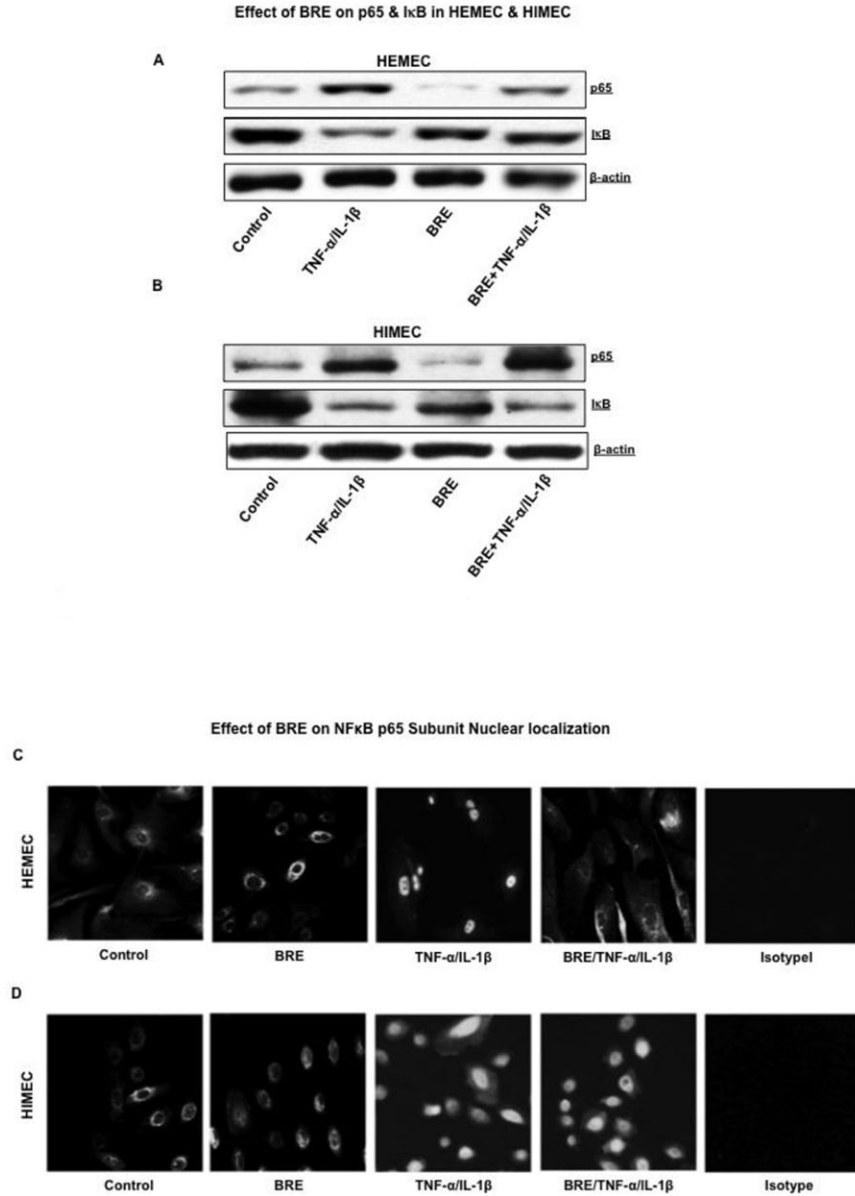 Effect of BRE on p65 & IκB in HEMEC & HIMEC
A
HEMEC
p65
IκB
β-actin
Control
TNF-α/IL-1β
BRE
BRE+TNF-α/IL-1β
B
HIMEC
p65
IκB
β-actin
Control
TNF-α/IL-1β
BRE
BRE+TNF-α/IL-1β
Effect of BRE on NFκB p65 Subunit Nuclear localization
C
HEMEC
Control
BRE
TNF-α/IL-1β
BRE/TNF-α/IL-1β
Isotypel
D
HIMEC
Control
BRE
TNF-α/IL-1β
BRE/TNF-α/IL-1β
Isotype